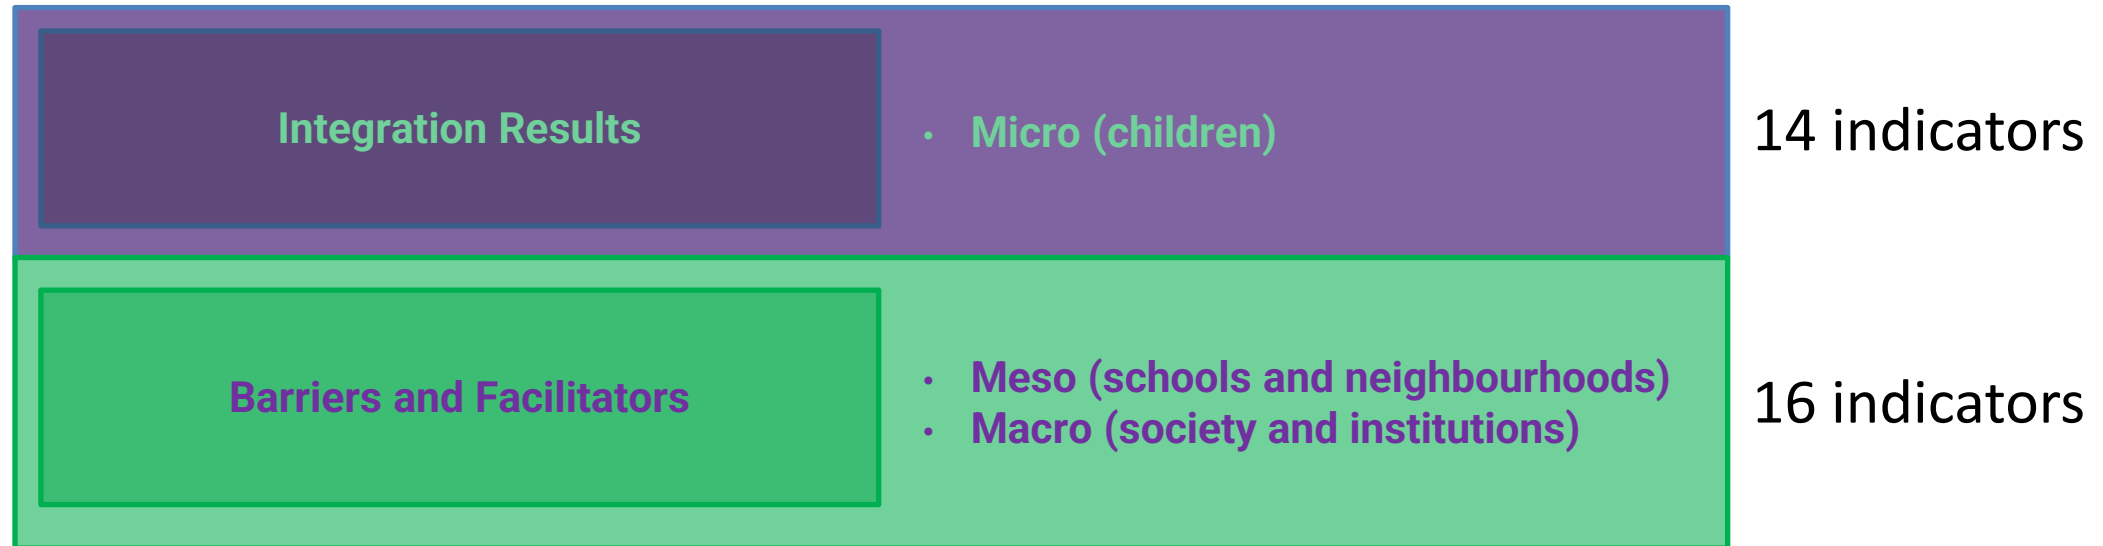 Integration Results
• Micro (children)
14 indicators
Barriers and Facilitators
• Meso (schools and neighbourhoods)
• Macro (society and institutions)
16 indicators